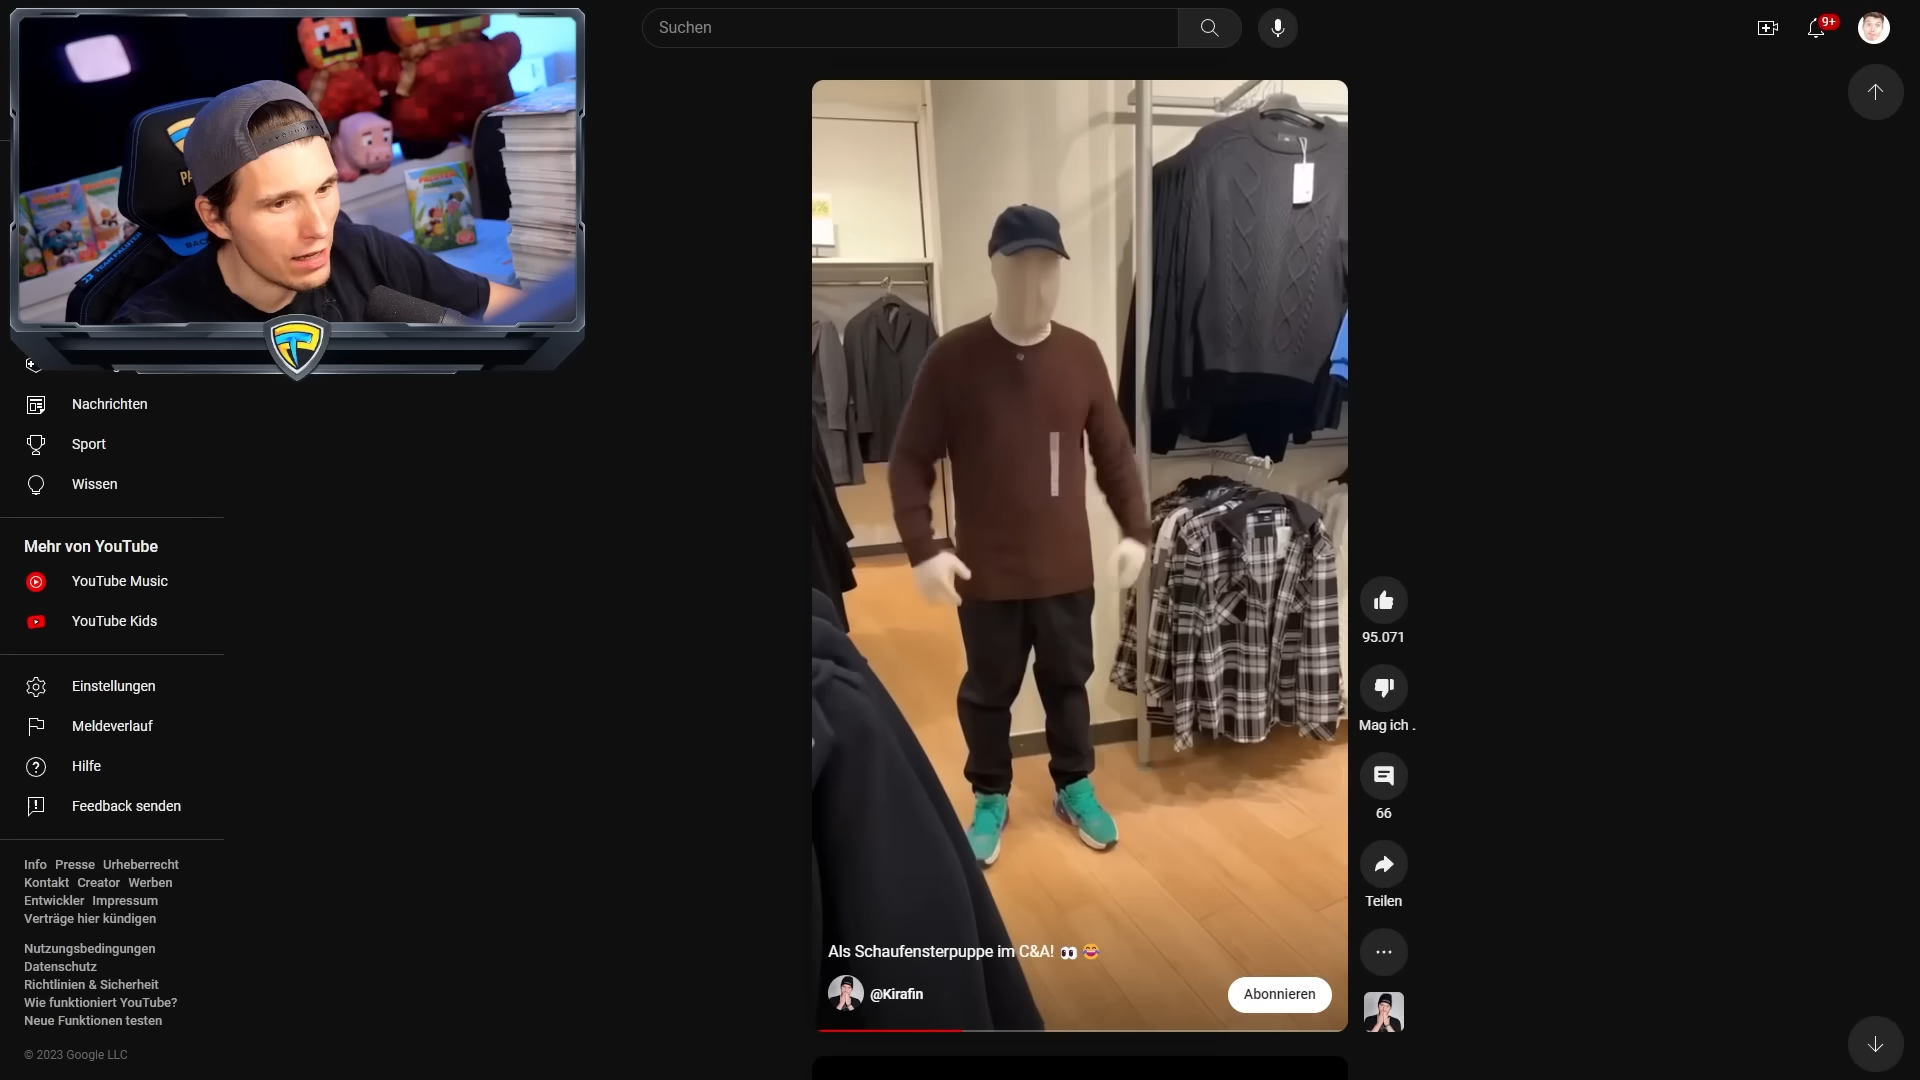 Suchen
9+
Nachrichten
Sport
Wissen
Mehr von YouTube
YouTube Music
YouTube Kids
Einstellungen
Meldeverlauf
Hilfe
Feedback senden
Info Presse Urheberrecht
Kontakt Creator Werben
Entwickler Impressum
Verträge hier kündigen
Nutzungsbedingungen
Datenschutz
Richtlinien & Sicherheit
Wie funktioniert YouTube?
Neue Funktionen testen
© 2023 Google LLC
Als Schaufensterpuppe im C&A! 👀 😂
@Kirafin
Abonnieren
95.071
Mag ich .
66
Teilen